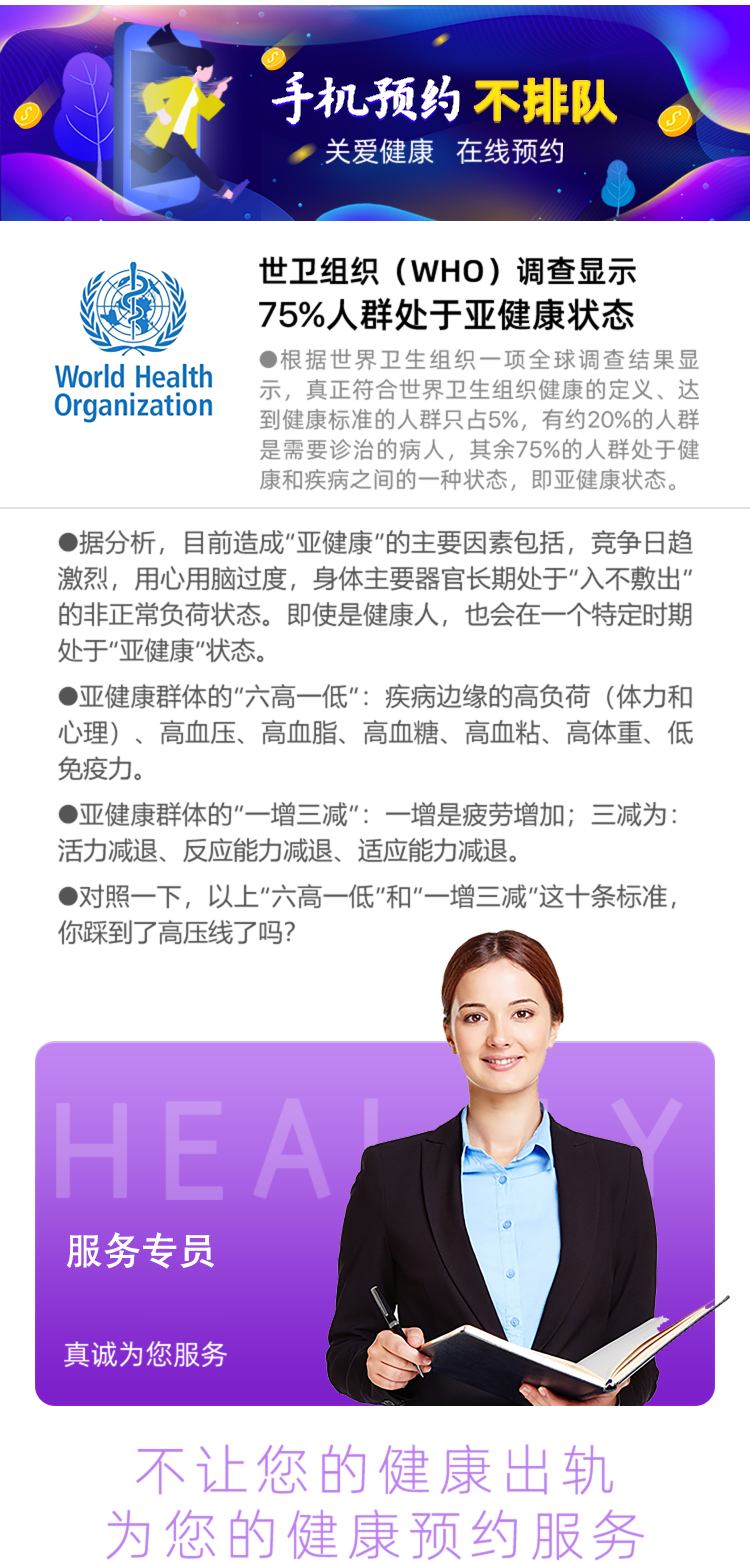 手机预约 不排队
关爱健康 在线预约
世卫组织（WHO）调查显示
75%人群处于亚健康状态
World Health
Organization
●根据世界卫生组织一项全球调查结果显
示，真正符合世界卫生组织健康的定义、达
到健康标准的人群只占5%，有约20%的人群
是需要诊治的病人，其余75%的人群处于健
康和疾病之间的一种状态，即亚健康状态。
●据分析，目前造成“亚健康”的主要因素包括，竞争日趋
激烈，用心用脑过度，身体主要器官长期处于“入不敷出”
的非正常负荷状态。即使是健康人，也会在一个特定时期
处于“亚健康”状态。
●亚健康群体的“六高一低”：疾病边缘的高负荷（体力和
心理）、高血压、高血脂、高血糖、高血粘、高体重、低
免疫力。
●亚健康群体的“一增三减”：一增是疲劳增加；三减为：
活力减退、反应能力减退、适应能力减退。
●对照一下，以上“六高一低”和“一增三减”这十条标准，
你踩到了高压线了吗？
HEAL Y
服务专员
真诚为您服务
不让您的健康出轨
为您的健康预约服务